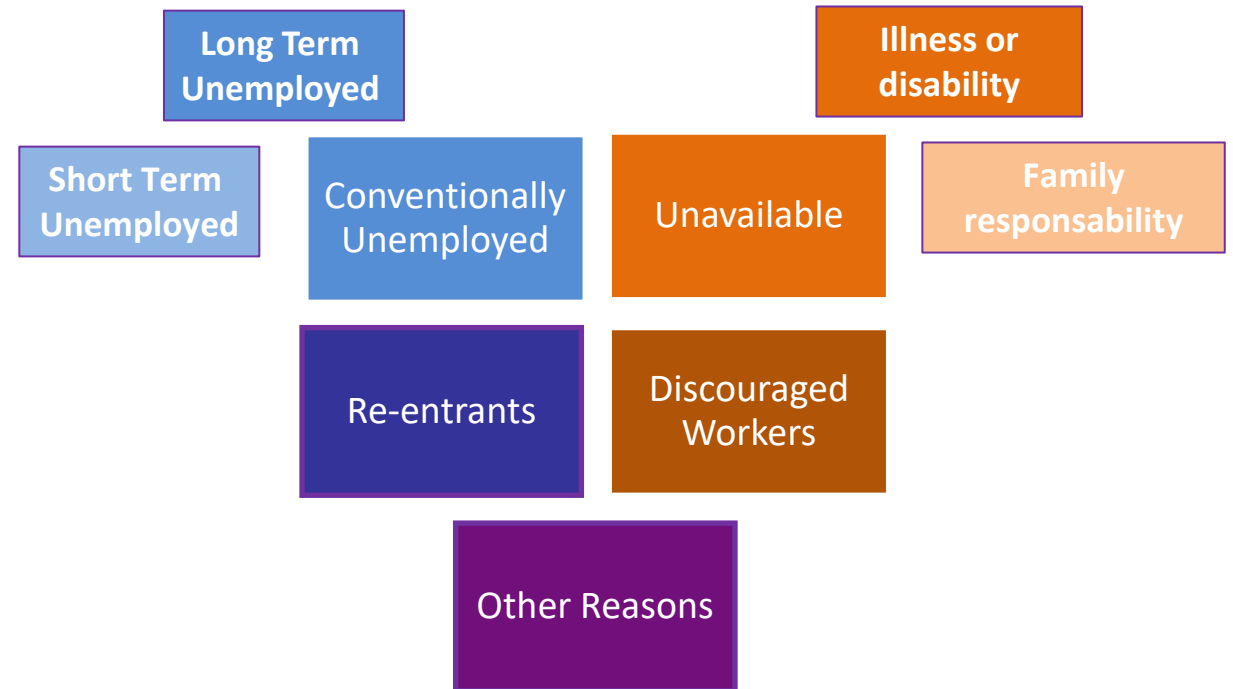 Long Term
Unemployed
Illness or
disability
Short Term
Unemployed
Conventionally
Unemployed
Unavailable
Family
responsability
Re-entrants
Discouraged
Workers
Other Reasons